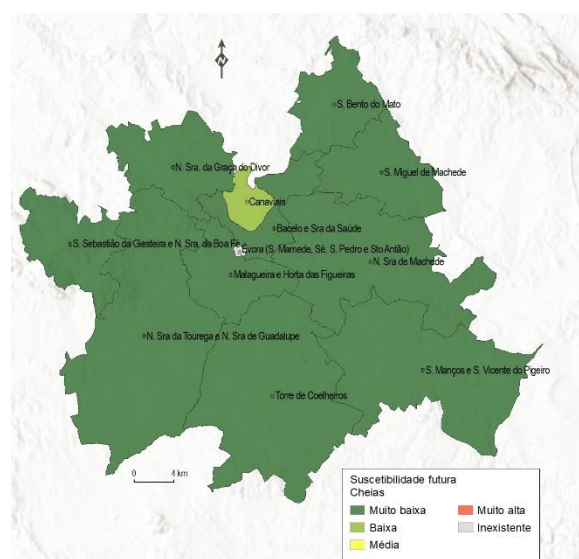 N
S. Bento do Mato
N. Sra. da Graça do Divor
S. Miguel de Machede
Canaviais
Bacelo e Sra da Saúde
S. Sebastião da Giesteira e N. Sra. da Boa Fé
Évora (S. Mamede, Sé, S. Pedro e Sto Antão)
N. Sra de Machede
Malagueira e Horta das Figueiras
N. Sra da Tourega e N. Sra de Guadalupe
S. Manços e S. Vicente do Pigeiro
Torre de Coelheiros
0 4 km
Suscetibilidade futura
Cheias
Muito baixa Muito alta
Baixa Inexistente
Média